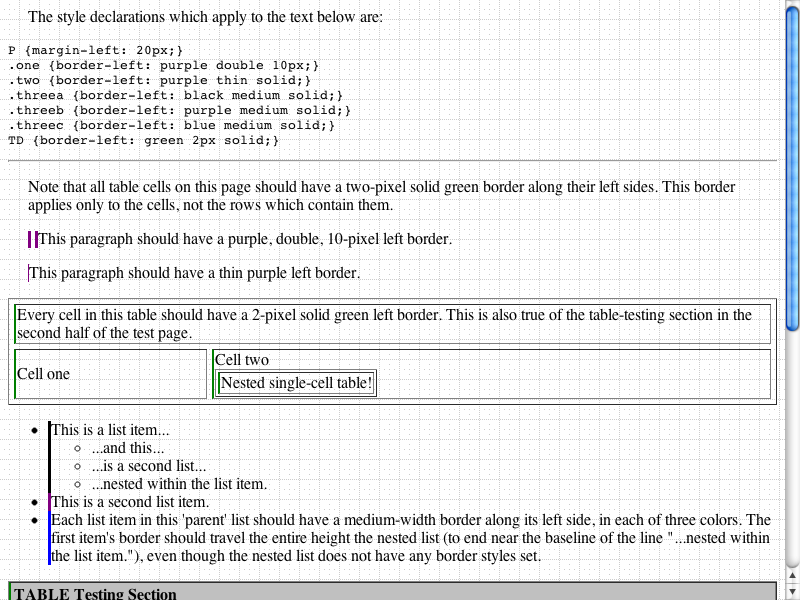 The style declarations which apply to the text below are:
P {margin-left: 20px;}
.one {border-left: purple double 10px;}
.two {border-left: purple thin solid;}
.threea {border-left: black medium solid;}
.threeb {border-left: purple medium solid;}
.threec {border-left: blue medium solid;}
TD {border-left: green 2px solid;}
Note that all table cells on this page should have a two-pixel solid green border along their left sides. This border
applies only to the cells, not the rows which contain them.
This paragraph should have a purple, double, 10-pixel left border.
This paragraph should have a thin purple left border.
Every cell in this table should have a 2-pixel solid green left border. This is also true of the table-testing section in the
second half of the test page.
Cell one
Cell two
Nested single-cell table!
This is a list item...
...and this...
...is a second list...
...nested within the list item.
This is a second list item.
Each list item in this 'parent' list should have a medium-width border along its left side, in each of three colors. The
first item's border should travel the entire height the nested list (to end near the baseline of the line "...nested within
the list item."), even though the nested list does not have any border styles set.
TABLE Testing Section